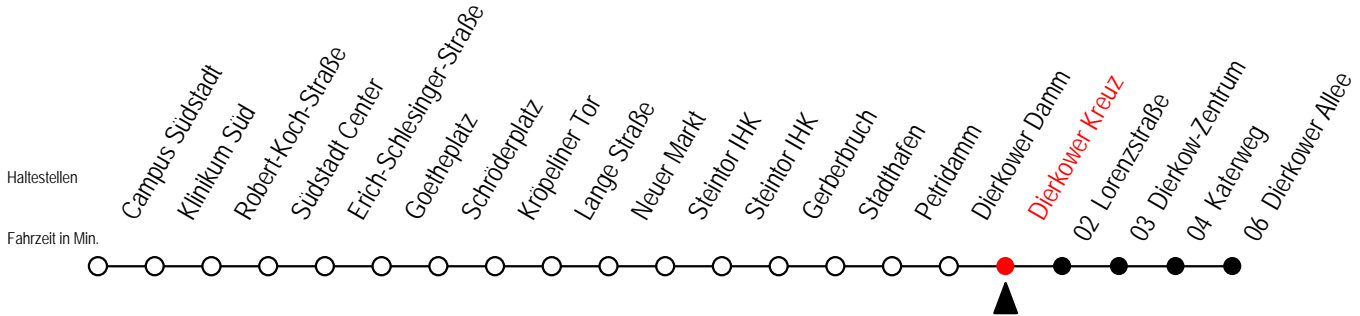 Haltestellen
Fahrzeit in Min.
Campus Südstadt
Klinikum Süd
Robert-Koch-Straße
Südstadt Center
Erich-Schlesinger-Straße
Goetheplatz
Schröderplatz
Kröpeliner Tor
Lange Straße
Neuer Markt
Steintor IHK
Steintor IHK
Gerberbruch
Stadthafen
Petridamm
Dierkower Damm
Dierkower Kreuz
02 Lorenzstraße
03 Dierkow-Zentrum
04 Katerweg
06 Dierkower Allee